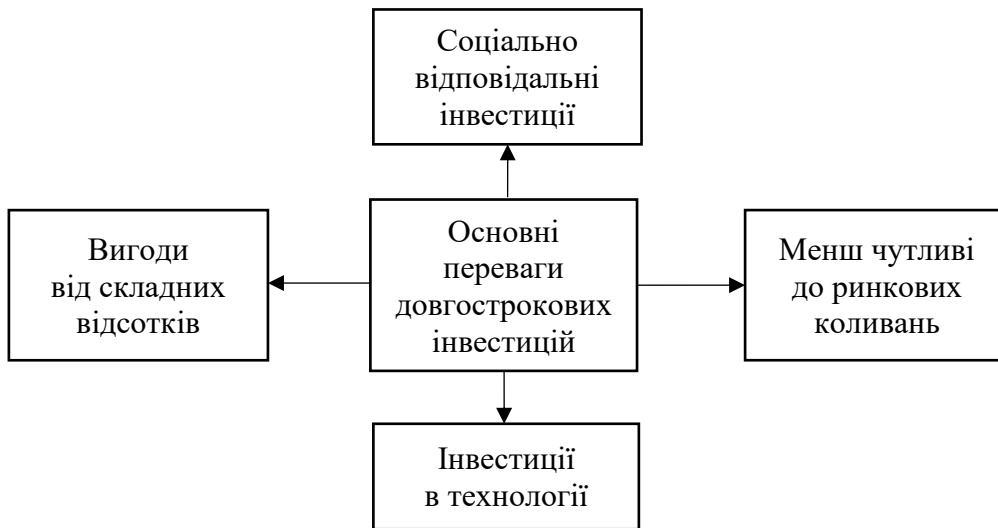 Соціально
відповідальні
інвестиції
Вигоди
від складних
відсотків
Основні
переваги
довгострокових
інвестицій
Менш чутливі
до ринкових
коливань
Інвестиції
в технології